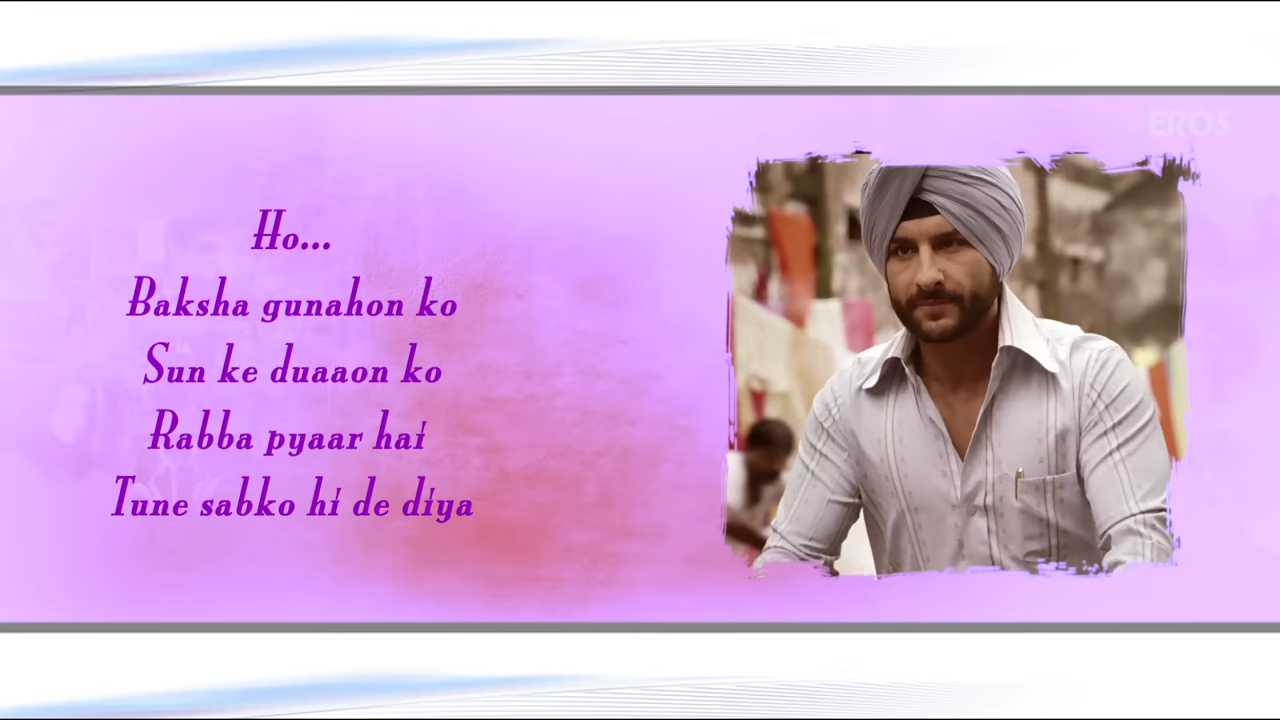 EROS
Ho...
Baksha gunahon ko
Sun ke duaaon ko
Rabba pyaar hai
Tune sabko hi de diya